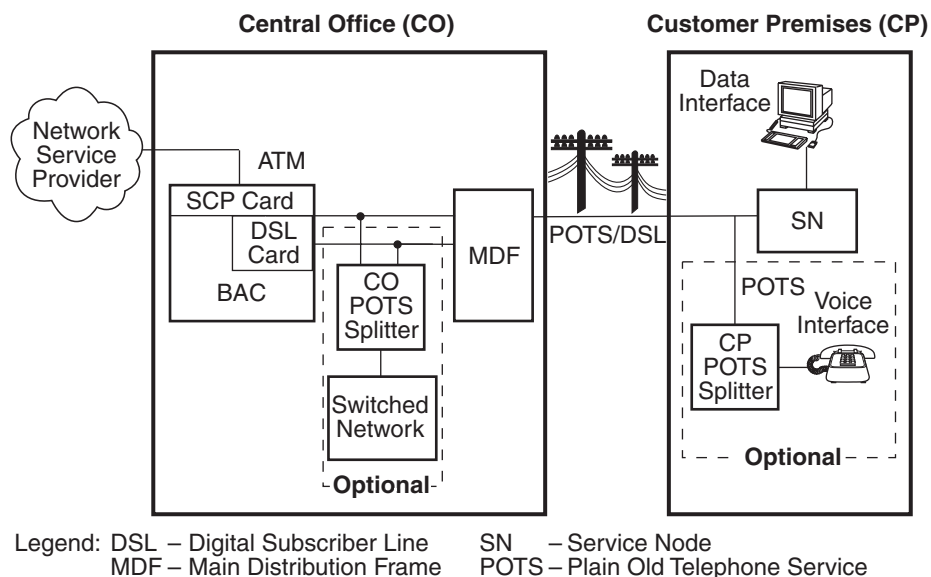 Central Office (CO)
Customer Premises (CP)
Network
Service
Provider
ATM
SCP Card
DSL
Card
BAC
CO
POTS
Splitter
Switched
Network
Optional
MDF
POTS/DSL
Data
Interface
SN
POTS
Voice
Interface
CP
POTS
Splitter
Optional
Legend: DSL – Digital Subscriber Line SN – Service Node
MDF – Main Distribution Frame POTS – Plain Old Telephone Service